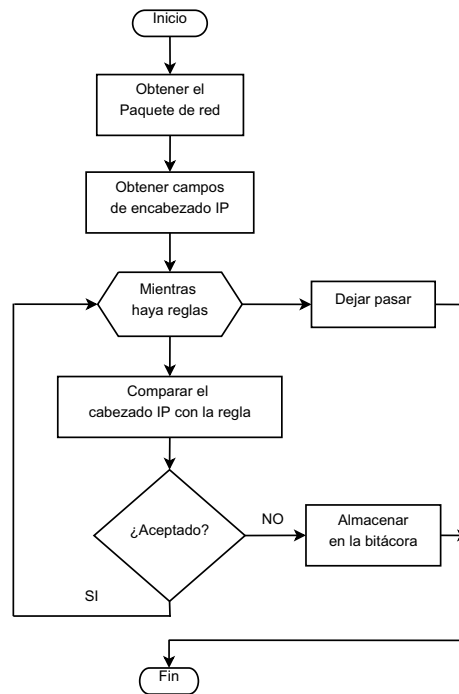 Inicio
Obtener el
Paquete de red
Obtener campos
de encabezado IP
Mientras
haya reglas
Dejar pasar
Comparar el
cabezado IP con la regla
¿Aceptado?
NO
Almacenar
en la bitácora
SI
Fin